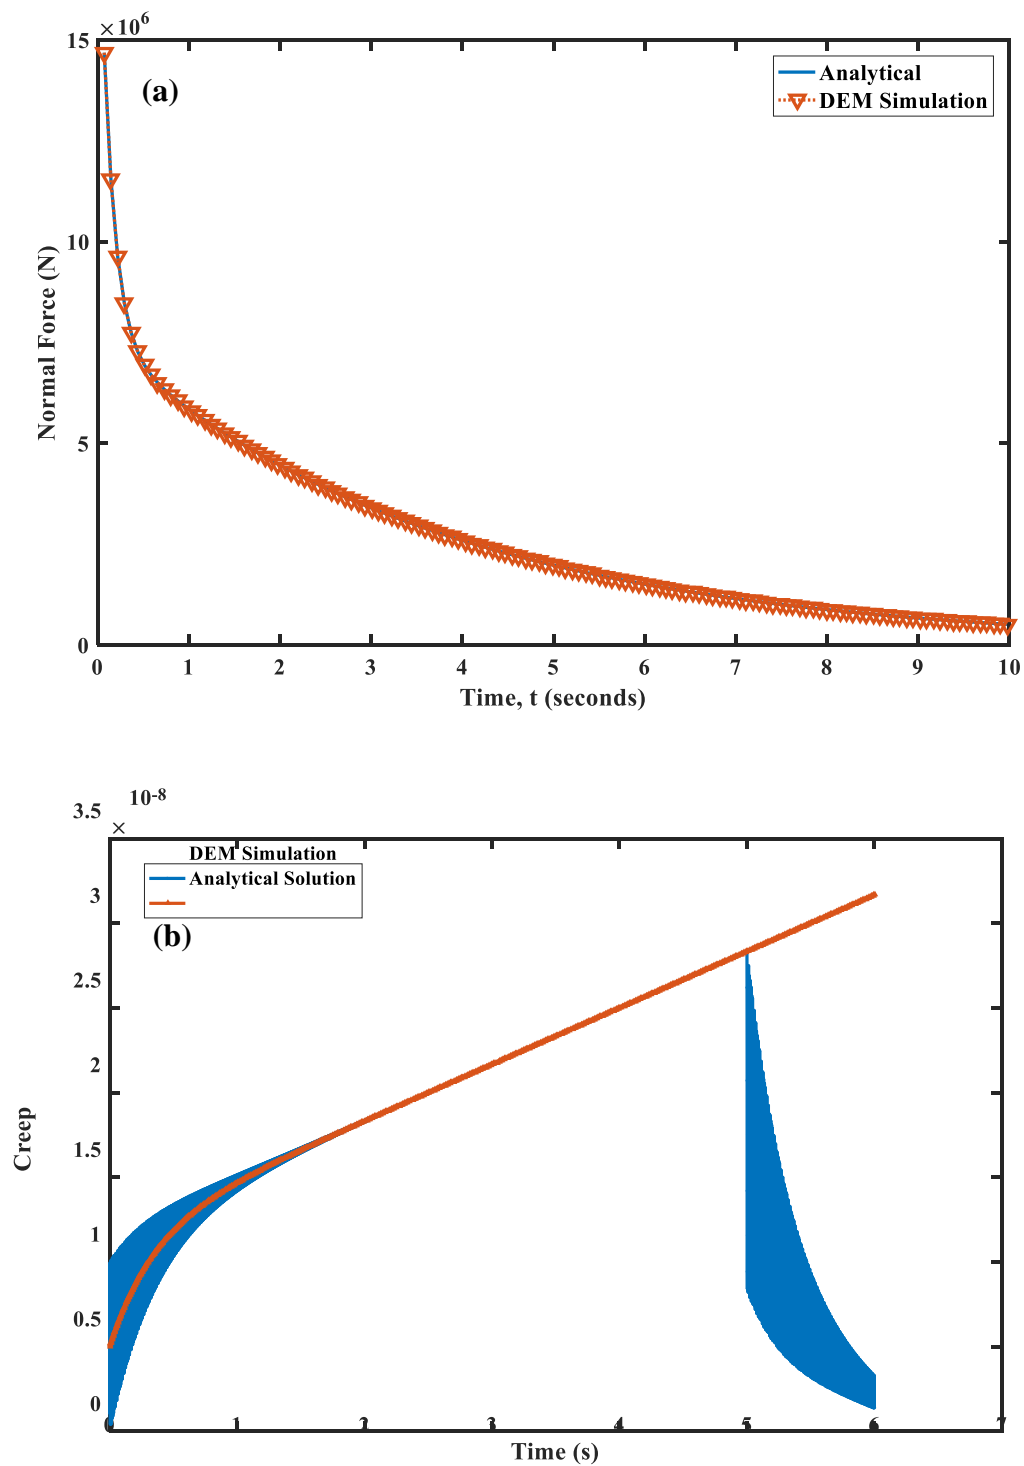 ×10⁶
15
(a)
Analytical
DEM Simulation
10
Normal Force (N)
5
0
0 1 2 3 4 5 6 7 8 9 10
Time, t (seconds)
3.5
10⁻⁸
×
DEM Simulation
Analytical Solution
3
(b)
2.5
2
Creep
1.5
1
0.5
0
0 1 2 3 4 5 6 7
Time (s)